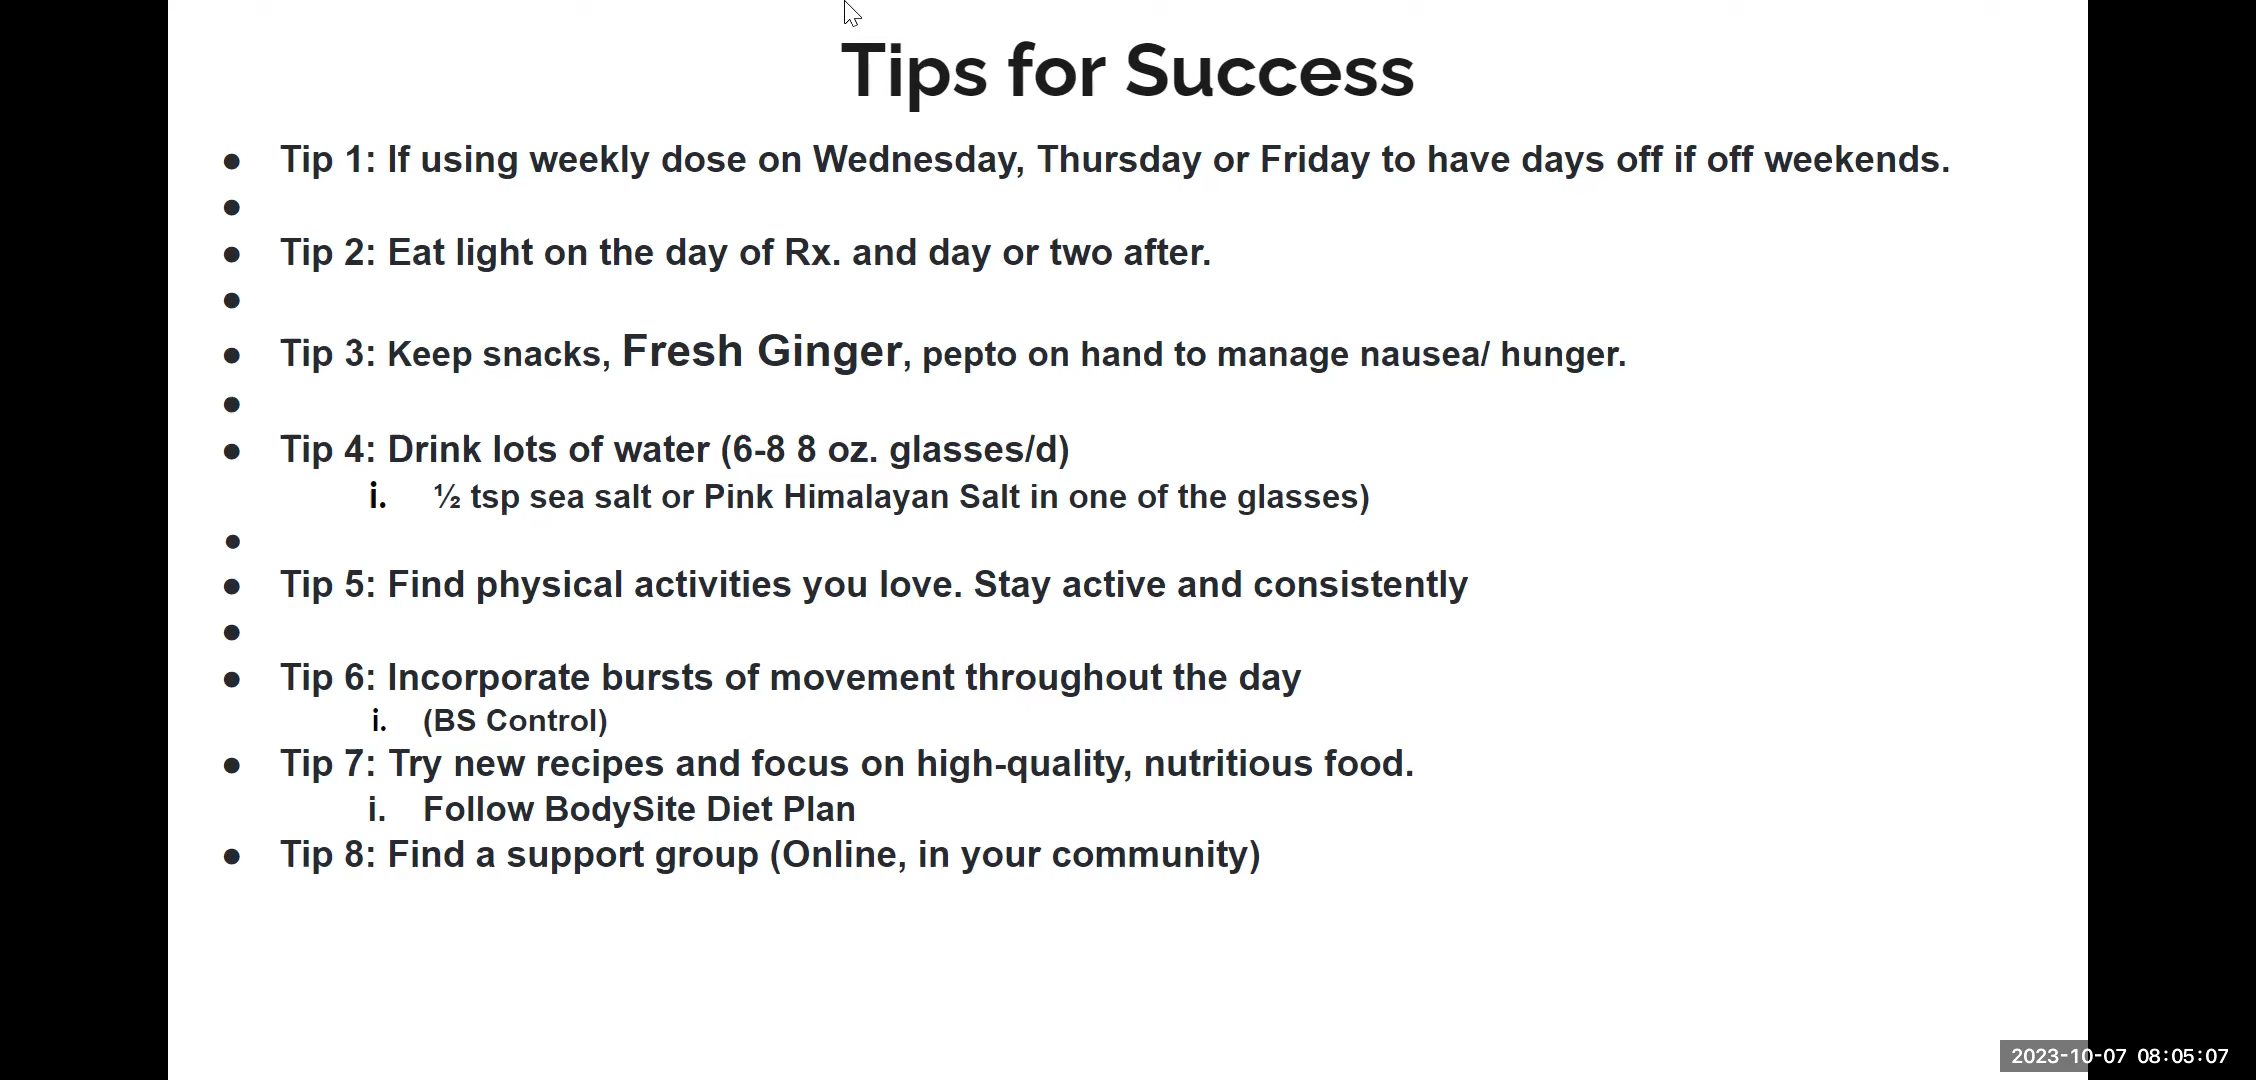 Tips for Success
● Tip 1: If using weekly dose on Wednesday, Thursday or Friday to have days off if off weekends.
●
● Tip 2: Eat light on the day of Rx. and day or two after.
●
● Tip 3: Keep snacks, Fresh Ginger, pepto on hand to manage nausea/ hunger.
●
● Tip 4: Drink lots of water (6-8 8 oz. glasses/d)
i. ½ tsp sea salt or Pink Himalayan Salt in one of the glasses)
●
● Tip 5: Find physical activities you love. Stay active and consistently
●
● Tip 6: Incorporate bursts of movement throughout the day
i. (BS Control)
● Tip 7: Try new recipes and focus on high-quality, nutritious food.
i. Follow BodySite Diet Plan
● Tip 8: Find a support group (Online, in your community)
2023-10-07 08:05:07